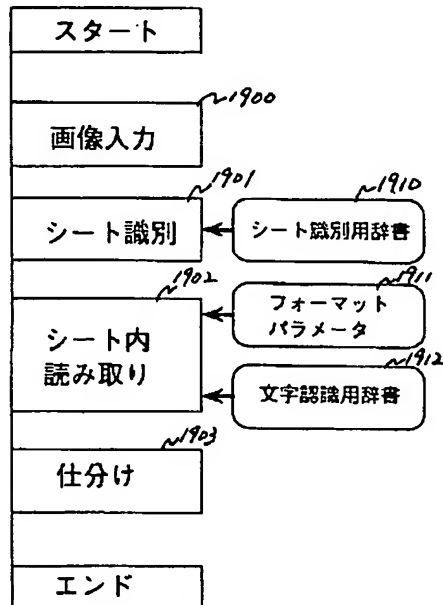 スタート
1900
画像入力
1901
シート識別
1910
シート識別用辞書
1902
シート内
読み取り
1911
フォーマット
パラメータ
1912
文字認識用辞書
1903
仕分け
エンド